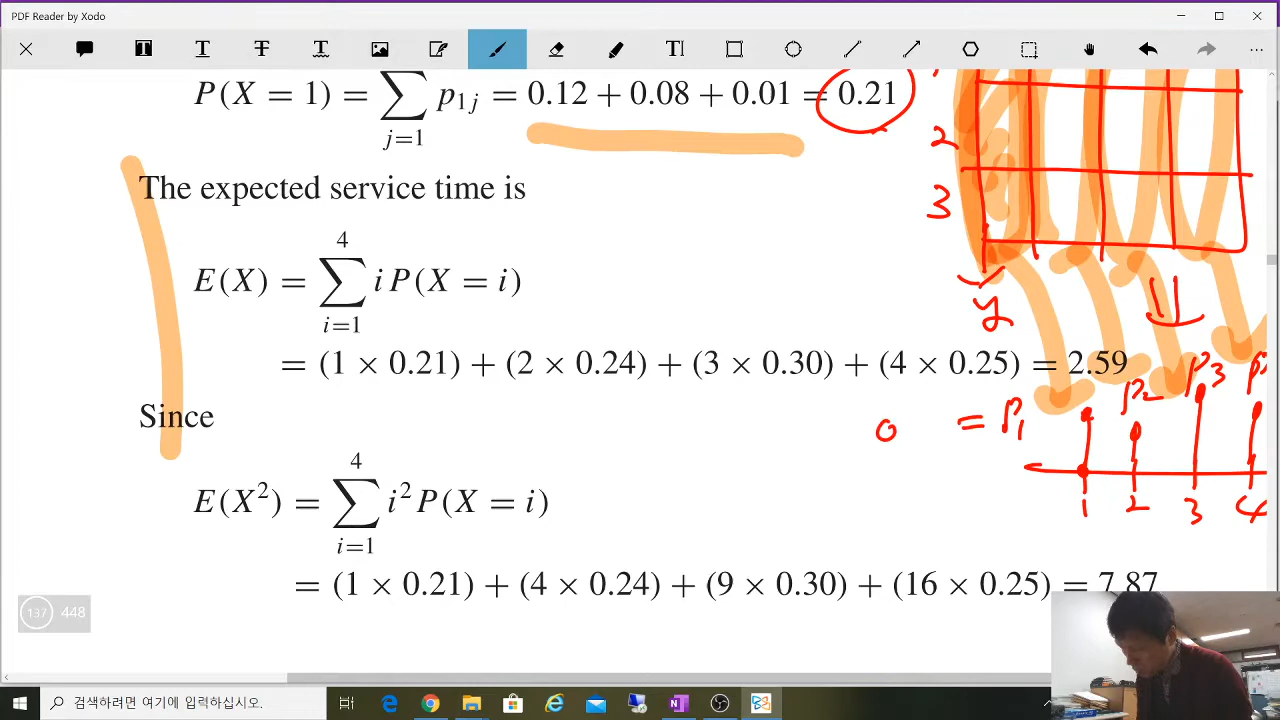 PDF Reader by Xodo
P(X = 1) = ∑ p1j = 0.12 + 0.08 + 0.01 = 0.21
j=1
2
The expected service time is
3
4
E(X) = ∑ i P(X = i)
i=1
y
= (1 × 0.21) + (2 × 0.24) + (3 × 0.30) + (4 × 0.25) = 2.59
P2 P3
Since
0 = P1
4
E(X²) = ∑ i² P(X = i)
1 2 3 4
i=1
= (1 × 0.21) + (4 × 0.24) + (9 × 0.30) + (16 × 0.25) = 7.87
137 448
검색하려면 여기에 입력하십시오.